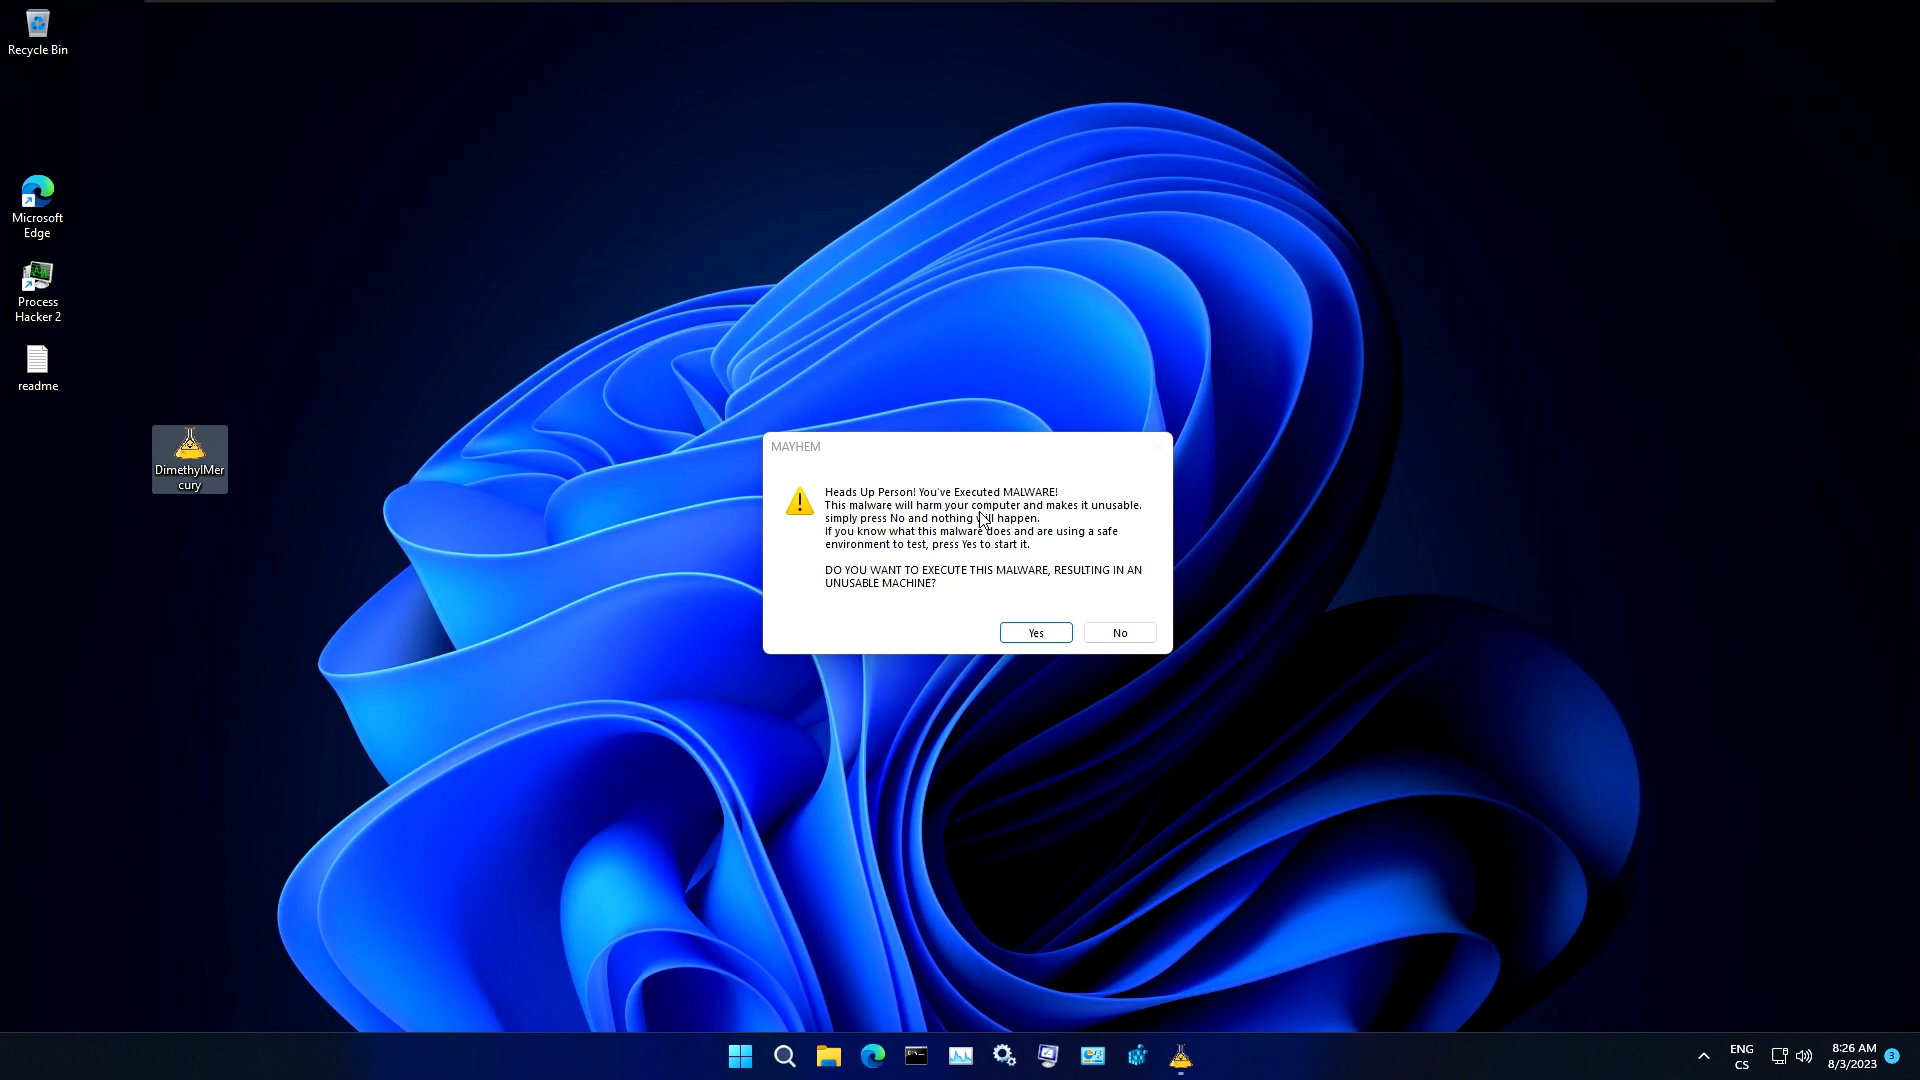 Recycle Bin
Microsoft
Edge
Process
Hacker 2
readme
DimethylMer
cury
MAYHEM
Heads Up Person! You've Executed MALWARE!
This malware will harm your computer and makes it unusable.
simply press No and nothing will happen.
If you know what this malware does and are using a safe
environment to test, press Yes to start it.
DO YOU WANT TO EXECUTE THIS MALWARE, RESULTING IN AN
UNUSABLE MACHINE?
Yes
No
ENG
CS
8:26 AM
8/3/2023
3